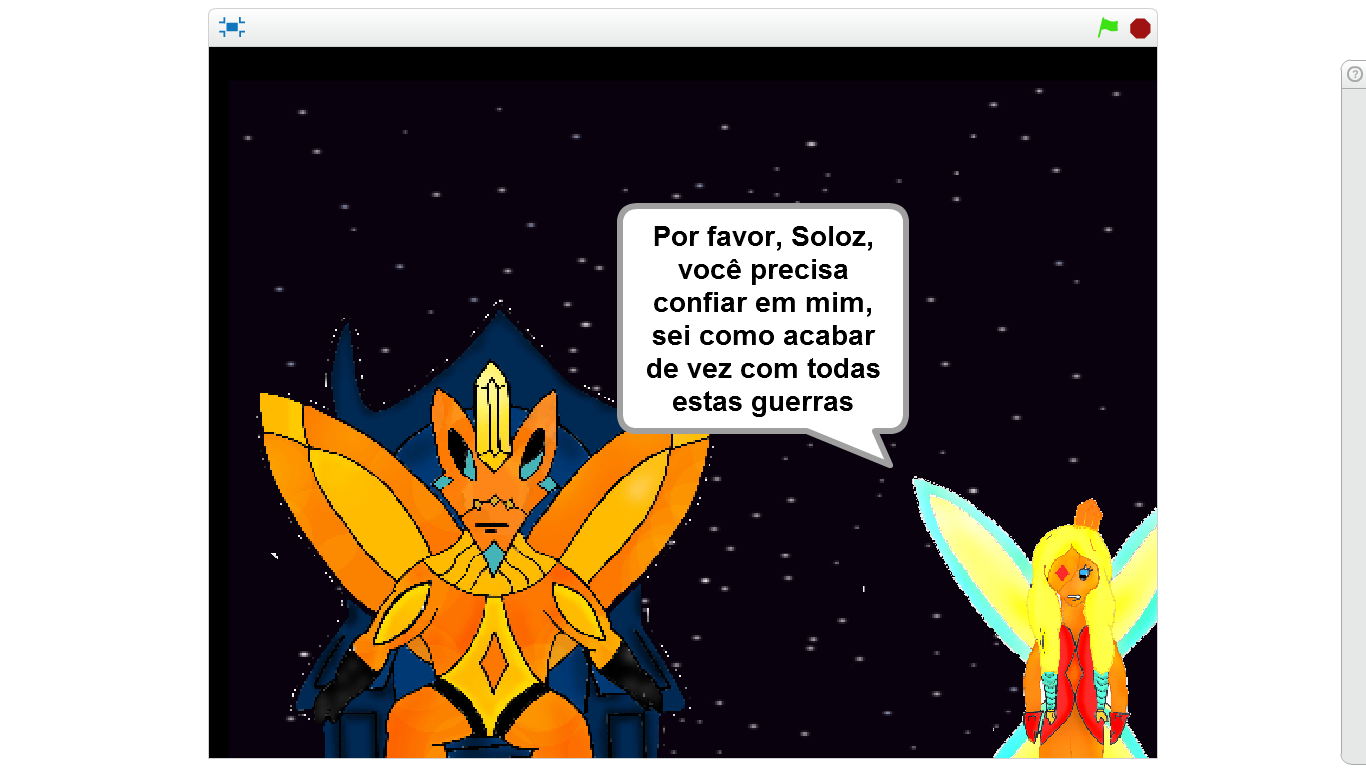 Por favor, Soloz,
você precisa
confiar em mim,
sei como acabar
de vez com todas
estas guerras
?